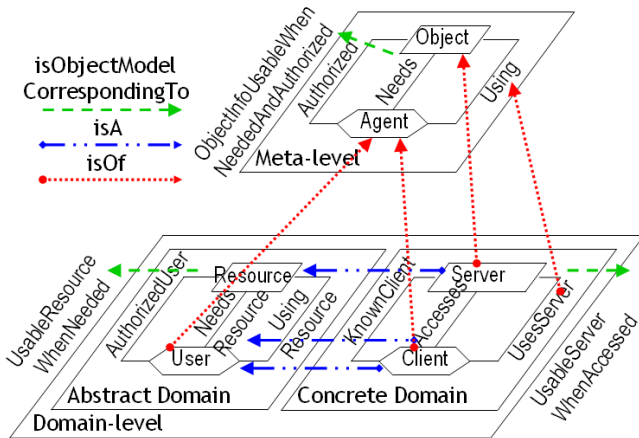 isObjectModel
CorrespondingTo
isA
isOf
ObjectInfoUsableWhen
NeededAndAuthorized
Authorized
Object
Needs
Using
Agent
Meta-level
UsableResource
WhenNeeded
AuthorizedUser
Resource
Needs
Resource
Using
Resource
User
Abstract Domain
Domain-level
KnownClient
Server
Accesses
UsesServer
Client
Concrete Domain
UsableServer
WhenAccessed